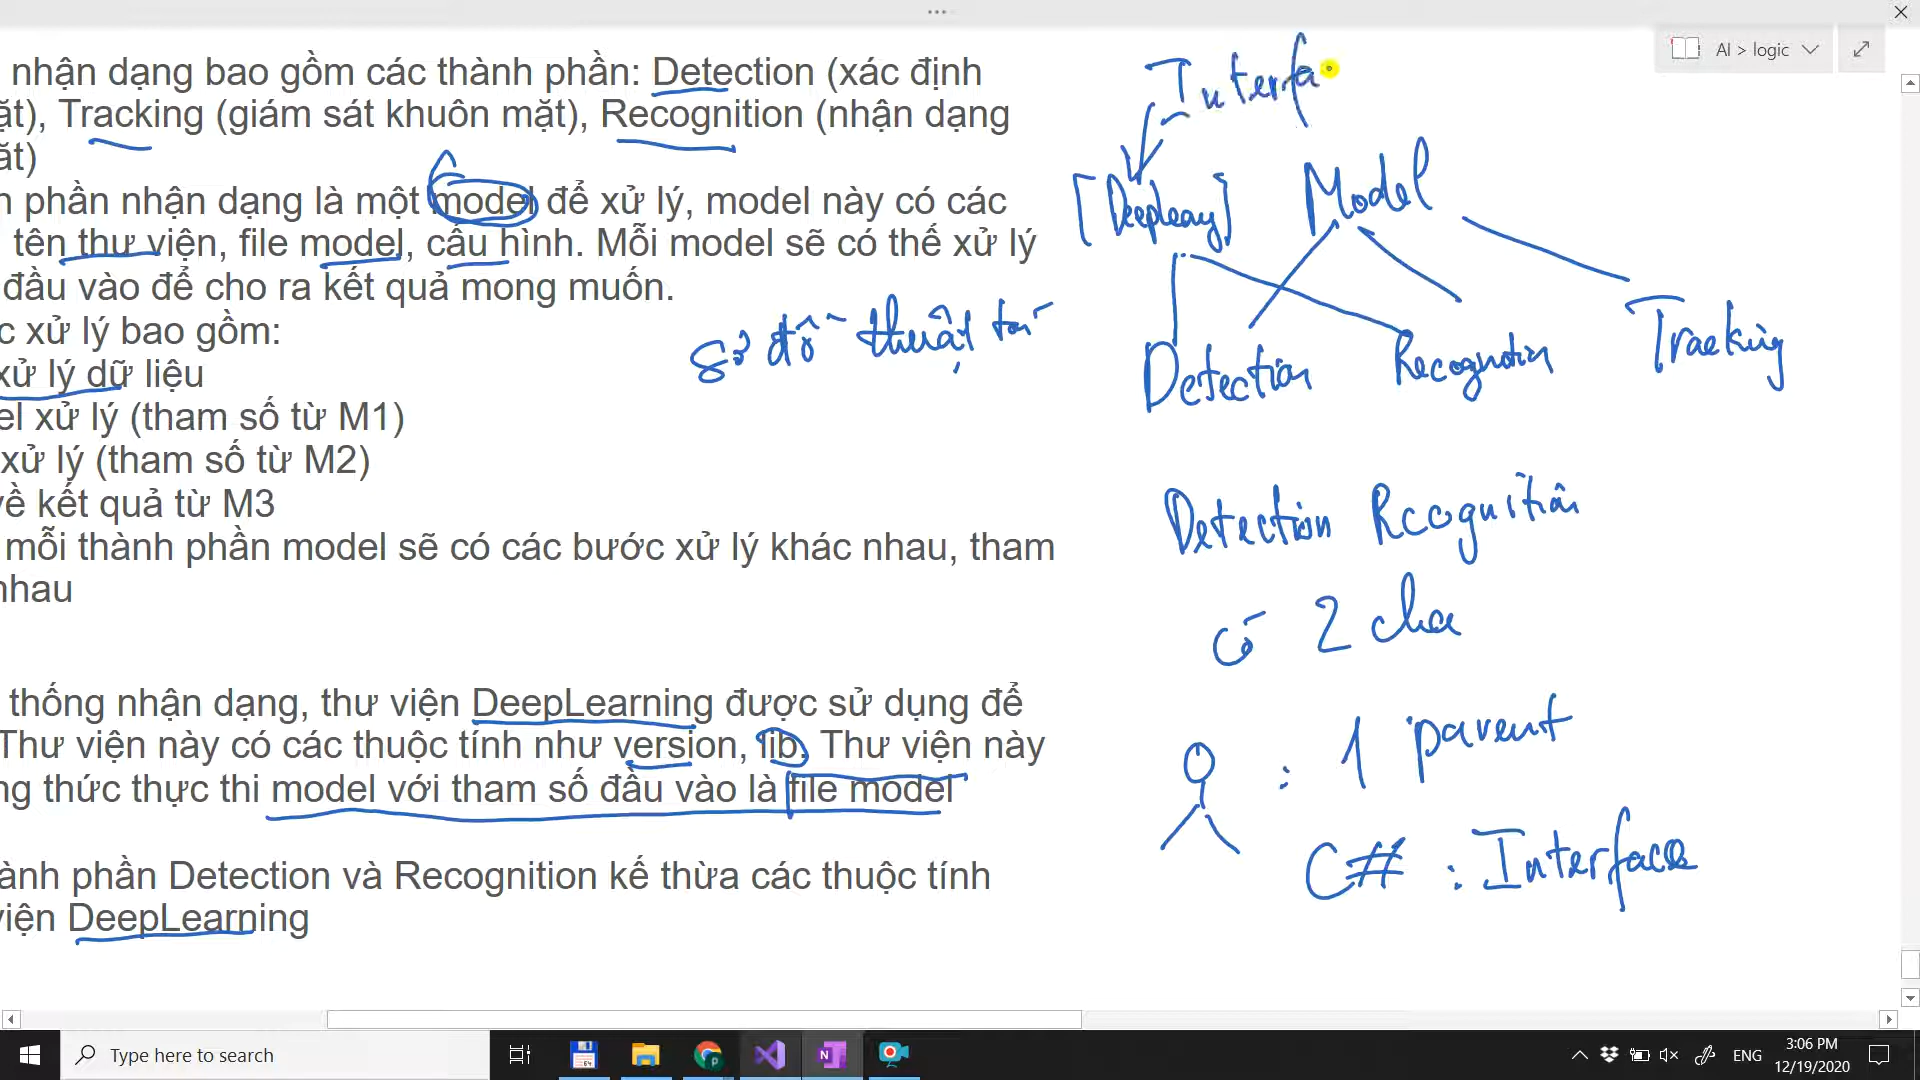 AI > logic
nhận dạng bao gồm các thành phần: Detection (xác định
ặt), Tracking (giám sát khuôn mặt), Recognition (nhận dạng
ặt)
n phần nhận dạng là một model để xử lý, model này có các
tên thư viện, file model, cấu hình. Mỗi model sẽ có thể xử lý
đầu vào để cho ra kết quả mong muốn.
c xử lý bao gồm:
xử lý dữ liệu
el xử lý (tham số từ M1)
xử lý (tham số từ M2)
về kết quả từ M3
mỗi thành phần model sẽ có các bước xử lý khác nhau, tham
nhau
thống nhận dạng, thư viện DeepLearning được sử dụng để
Thư viện này có các thuộc tính như version, lib. Thư viện này
ng thức thực thi model với tham số đầu vào là file model
ành phần Detection và Recognition kế thừa các thuộc tính
viện DeepLearning
Interfa
Model
đồ thuật
Detection Recognition Tracking
Detection Recognition
có 2 cha
: 1 parent
C# : Interface
Type here to search
64
N
ENG
3:06 PM
12/19/2020